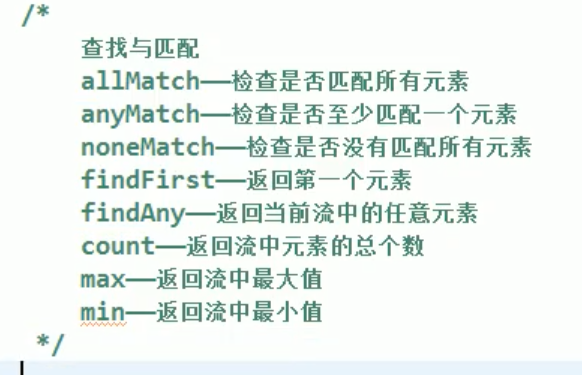 /*
查找与匹配
allMatch——检查是否匹配所有元素
anyMatch——检查是否至少匹配一个元素
noneMatch——检查是否没有匹配所有元素
findFirst——返回第一个元素
findAny——返回当前流中的任意元素
count——返回流中元素的总个数
max——返回流中最大值
min——返回流中最小值
*/